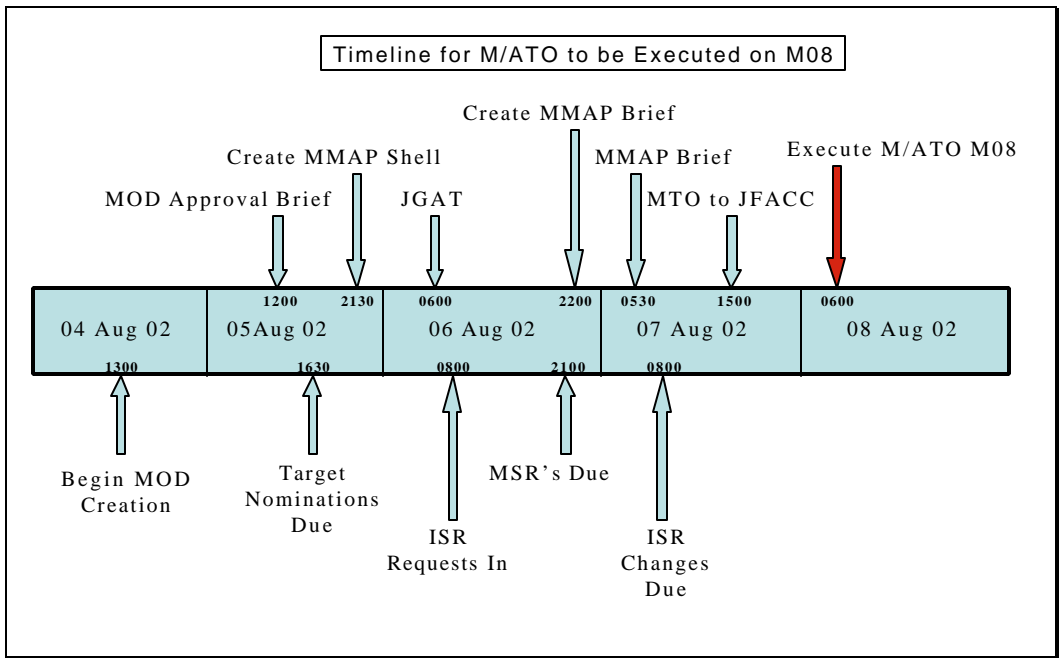 Timeline for M/ATO to be Executed on M08
Create MMAP Brief
Create MMAP Shell
MMAP Brief
Execute M/ATO M08
MOD Approval Brief
JGAT
MTO to JFACC
1200
2130
0600
2200
0530
1500
0600
04 Aug 02
05Aug 02
06 Aug 02
07 Aug 02
08 Aug 02
1300
1630
0800
2100
0800
Begin MOD
Creation
Target
Nominations
Due
MSR's Due
ISR
Requests In
ISR
Changes
Due